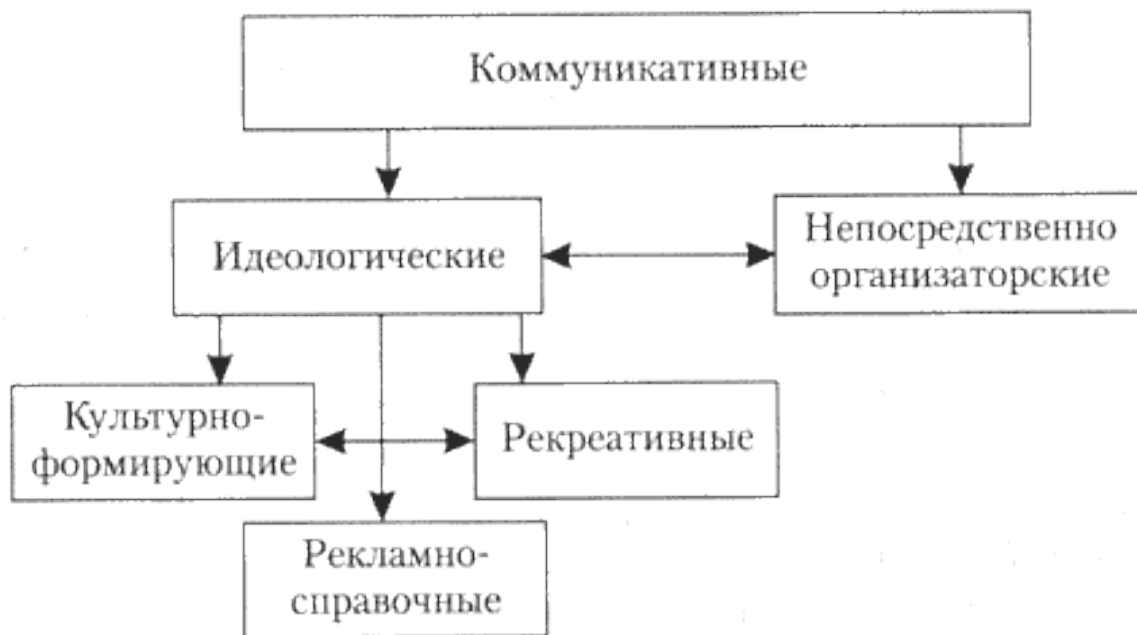 Коммуникативные
Идеологические
Непосредственно
организаторские
Культурно-
формирующие
Рекреативные
Рекламно-
справочные